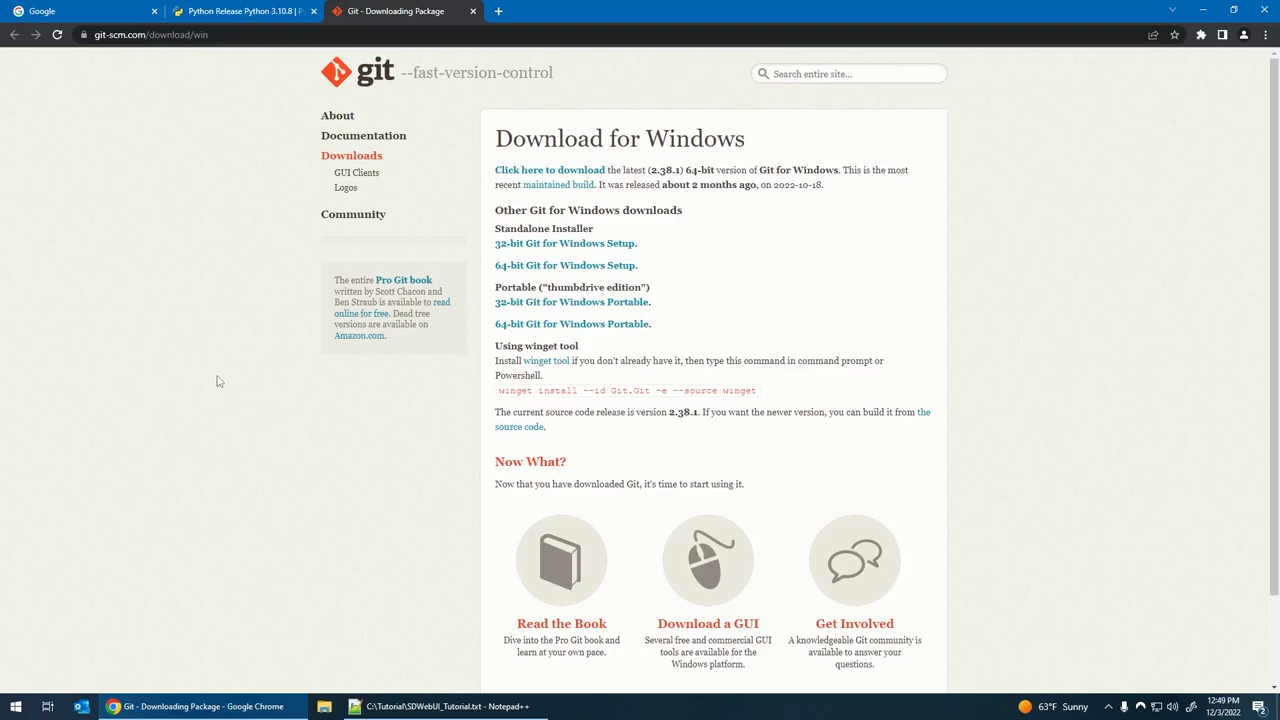 Google
Python Release Python 3.10.8 | P
Git - Downloading Package
git-scm.com/download/win
git --fast-version-control
Search entire site...
About
Documentation
Downloads
GUI Clients
Logos
Community
The entire Pro Git book
written by Scott Chacon and
Ben Straub is available to read
online for free. Dead tree
versions are available on
Amazon.com.
Download for Windows
Click here to download the latest (2.38.1) 64-bit version of Git for Windows. This is the most
recent maintained build. It was released about 2 months ago, on 2022-10-18.
Other Git for Windows downloads
Standalone Installer
32-bit Git for Windows Setup.
64-bit Git for Windows Setup.
Portable ("thumbdrive edition")
32-bit Git for Windows Portable.
64-bit Git for Windows Portable.
Using winget tool
Install winget tool if you don't already have it, then type this command in command prompt or
Powershell.
winget install --id Git.Git -e --source winget
The current source code release is version 2.38.1. If you want the newer version, you can build it from the
source code.
Now What?
Now that you have downloaded Git, it's time to start using it.
Read the Book
Dive into the Pro Git book and
learn at your own pace.
Download a GUI
Several free and commercial GUI
tools are available for the
Windows platform.
Get Involved
A knowledgeable Git community is
available to answer your
questions.
Git - Downloading Package - Google Chrome
C:\Tutorial\SDWebUI_Tutorial.txt - Notepad++
63°F Sunny
12:49 PM
12/3/2022
2